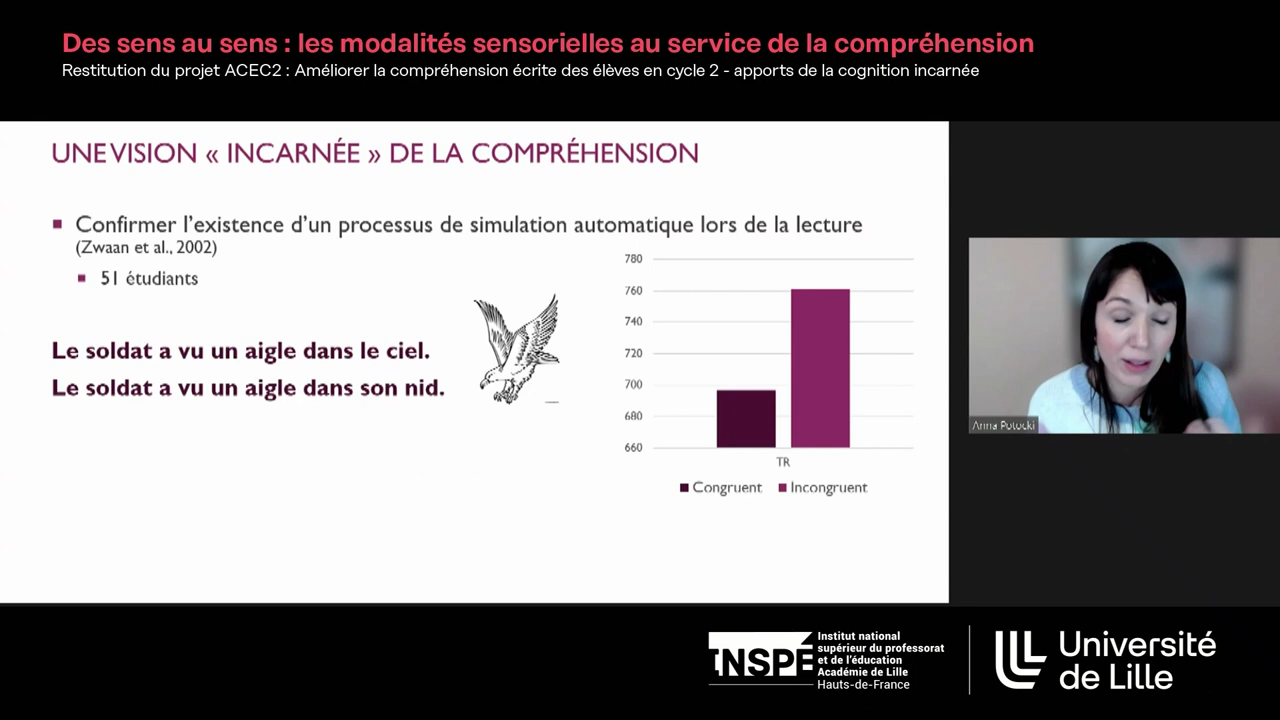 Des sens au sens : les modalités sensorielles au service de la compréhension
Restitution du projet ACEC2 : Améliorer la compréhension écrite des élèves en cycle 2 - apports de la cognition incarnée
UNE VISION « INCARNÉE » DE LA COMPRÉHENSION
Confirmer l'existence d'un processus de simulation automatique lors de la lecture
(Zwaan et al., 2002)
51 étudiants
Le soldat a vu un aigle dans le ciel.
Le soldat a vu un aigle dans son nid.
780
760
740
720
700
680
660
TR
Congruent Incongruent
Anna Potocki
INSPÉ
Institut national
supérieur du professorat
et de l'éducation
Académie de Lille
Hauts-de-France
Université
de Lille